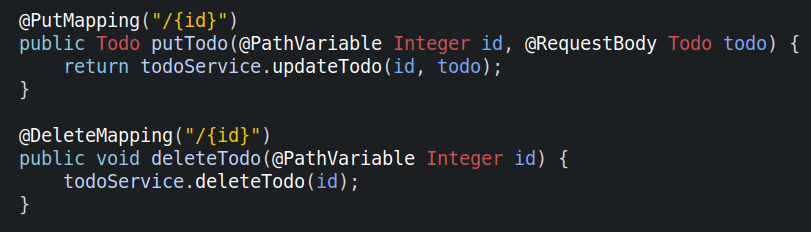 @PutMapping("/{id}")
public Todo putTodo(@PathVariable Integer id, @RequestBody Todo todo) {
    return todoService.updateTodo(id, todo);
}

@DeleteMapping("/{id}")
public void deleteTodo(@PathVariable Integer id) {
    todoService.deleteTodo(id);
}